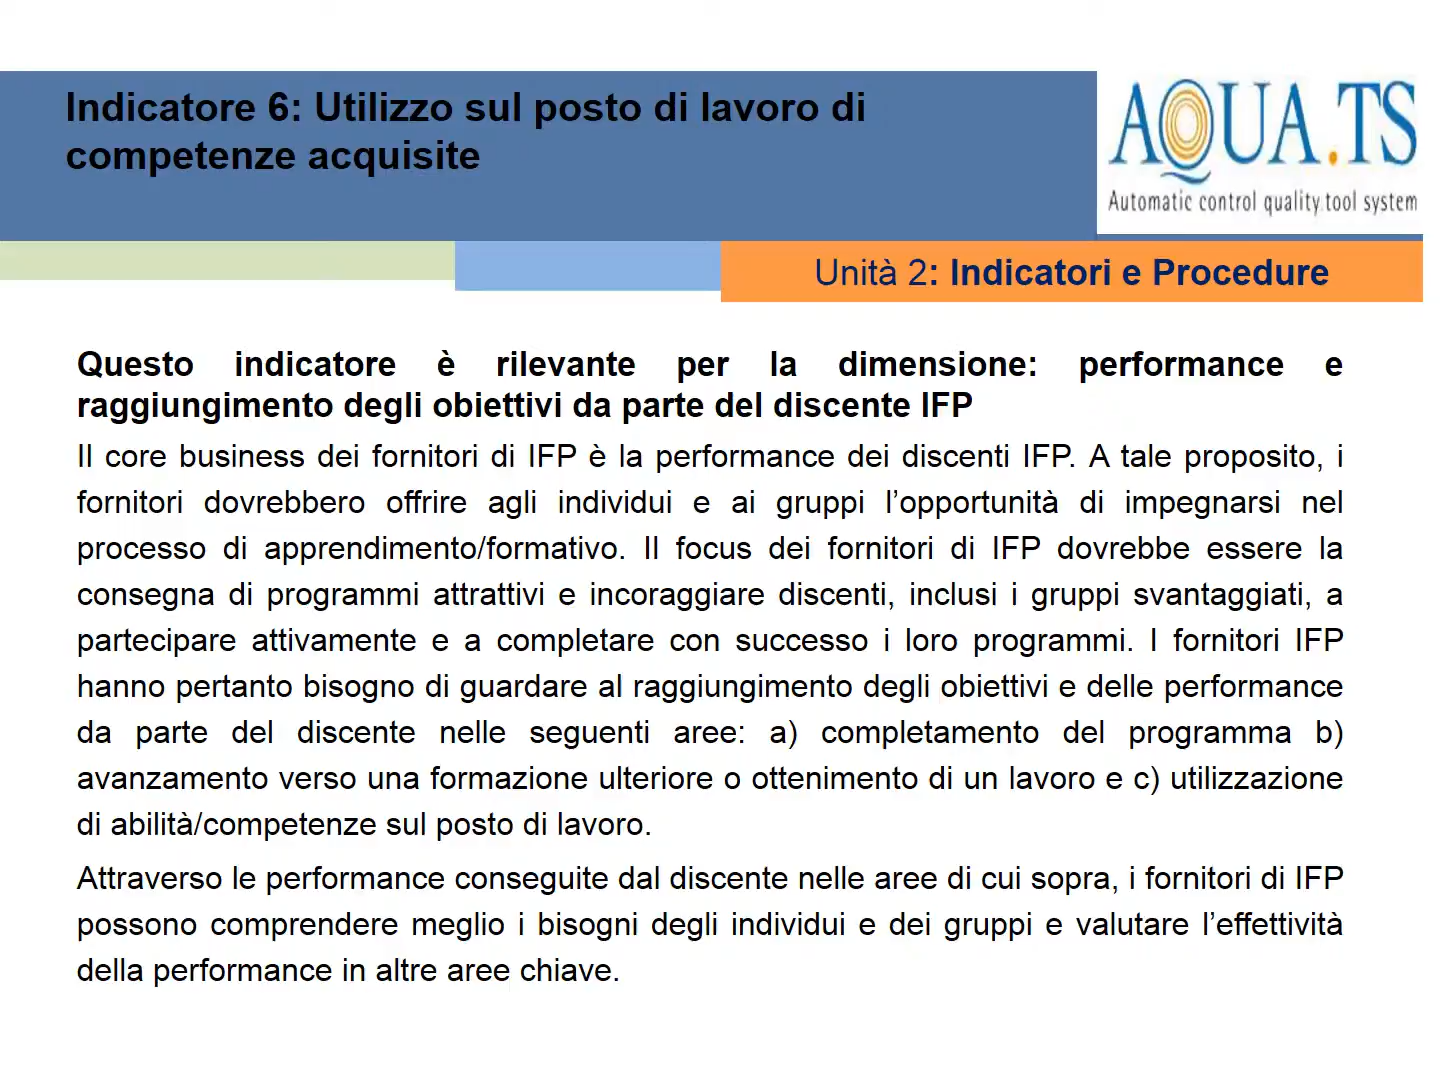 Indicatore 6: Utilizzo sul posto di lavoro di
competenze acquisite
AQUA.TS
Automatic control quality tool system
Unità 2: Indicatori e Procedure
Questo indicatore è rilevante per la dimensione: performance e
raggiungimento degli obiettivi da parte del discente IFP
Il core business dei fornitori di IFP è la performance dei discenti IFP. A tale proposito, i
fornitori dovrebbero offrire agli individui e ai gruppi l’opportunità di impegnarsi nel
processo di apprendimento/formativo. Il focus dei fornitori di IFP dovrebbe essere la
consegna di programmi attrattivi e incoraggiare discenti, inclusi i gruppi svantaggiati, a
partecipare attivamente e a completare con successo i loro programmi. I fornitori IFP
hanno pertanto bisogno di guardare al raggiungimento degli obiettivi e delle performance
da parte del discente nelle seguenti aree: a) completamento del programma b)
avanzamento verso una formazione ulteriore o ottenimento di un lavoro e c) utilizzazione
di abilità/competenze sul posto di lavoro.
Attraverso le performance conseguite dal discente nelle aree di cui sopra, i fornitori di IFP
possono comprendere meglio i bisogni degli individui e dei gruppi e valutare l’effettività
della performance in altre aree chiave.